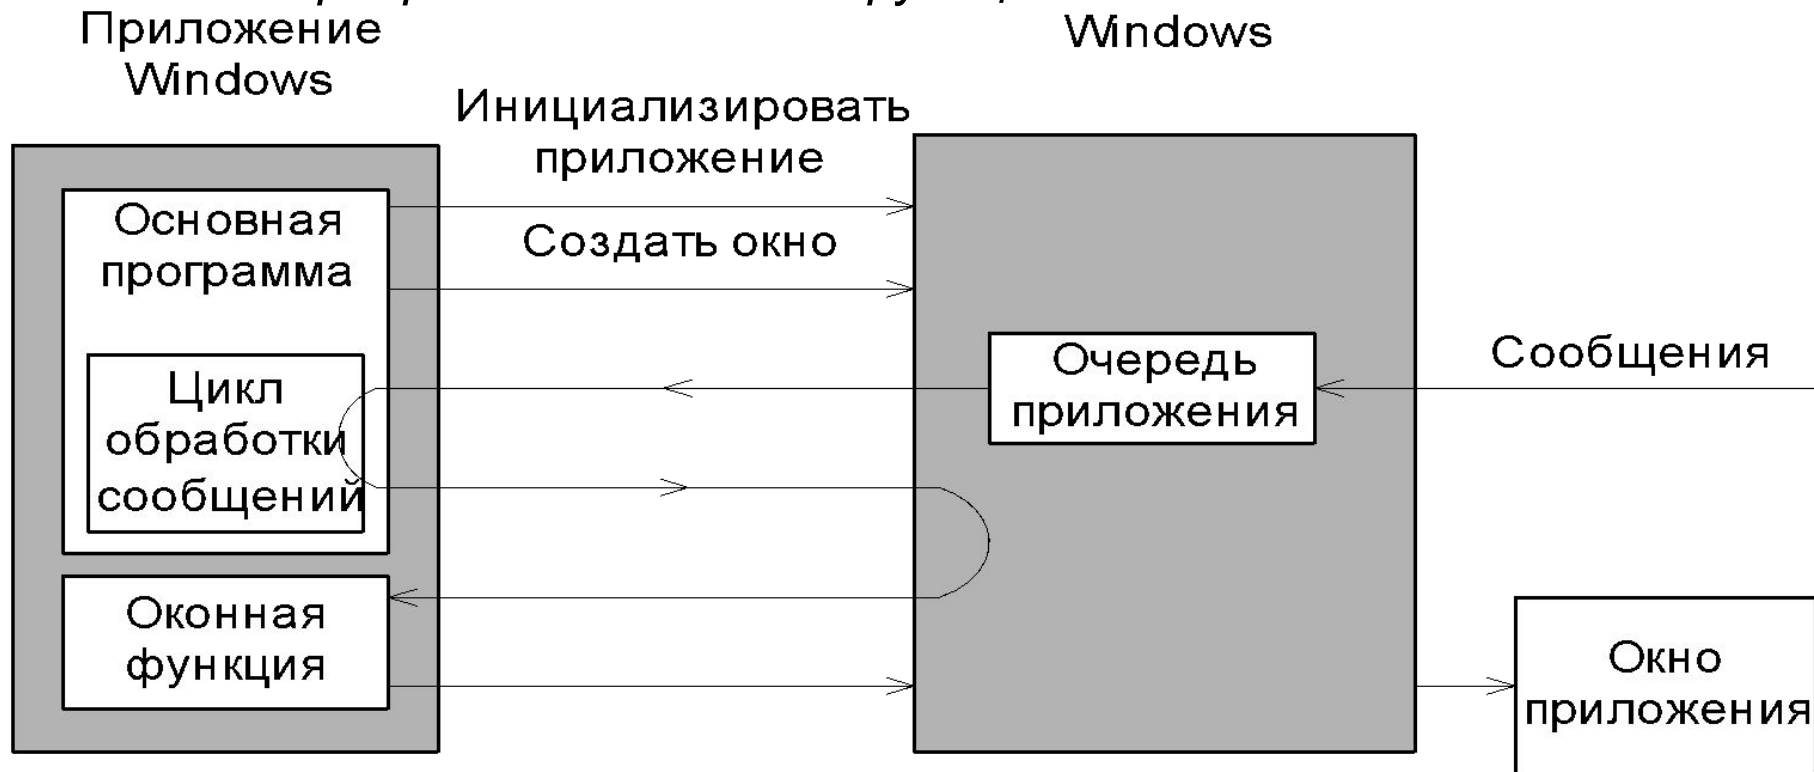 Приложение
Windows
Windows
Инициализировать
приложение
Основная
программа
Создать окно
Цикл
обработки
сообщений
Очередь
приложения
Сообщения
Оконная
функция
Окно
приложения